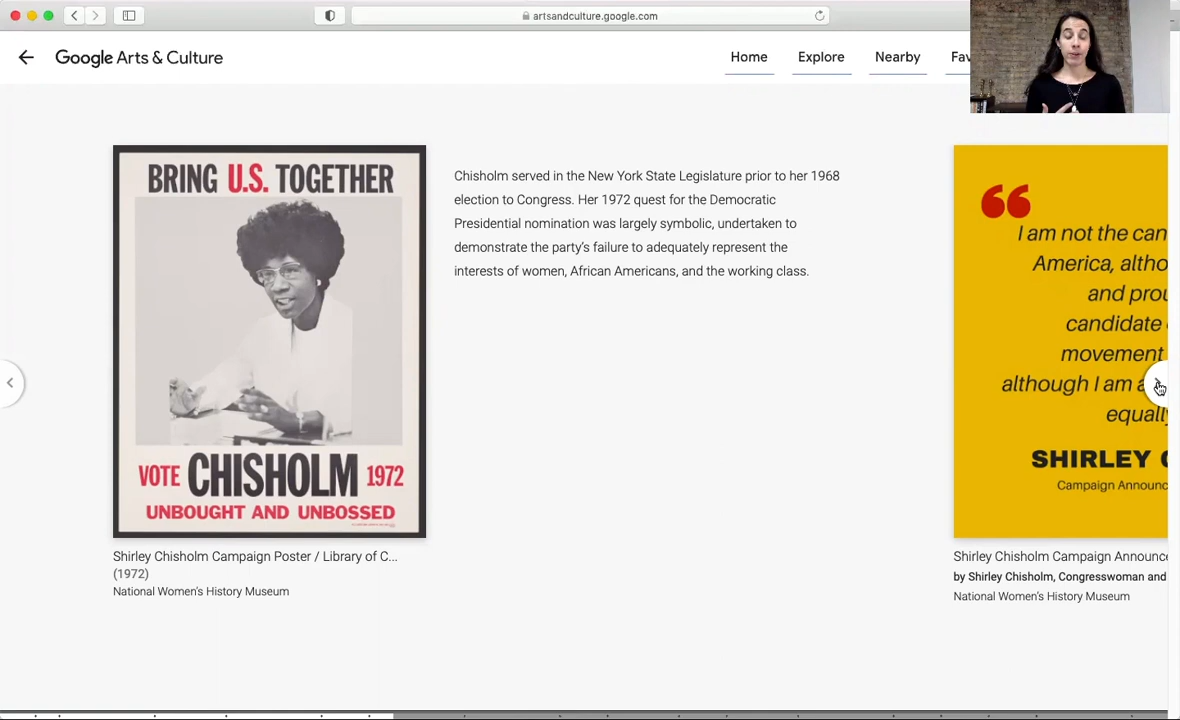 artsandculture.google.com
Google Arts & Culture
Home
Explore
Nearby
Fav
BRING U.S. TOGETHER
VOTE CHISHOLM 1972
UNBOUGHT AND UNBOSSED
Shirley Chisholm Campaign Poster / Library of C...
(1972)
National Women's History Museum
Chisholm served in the New York State Legislature prior to her 1968
election to Congress. Her 1972 quest for the Democratic
Presidential nomination was largely symbolic, undertaken to
demonstrate the party's failure to adequately represent the
interests of women, African Americans, and the working class.
I am not the can
America, altho
and prou
candidate
movement
although I am a
equally
SHIRLEY C
Campaign Announc
Shirley Chisholm Campaign Announce
by Shirley Chisholm, Congresswoman and
National Women's History Museum